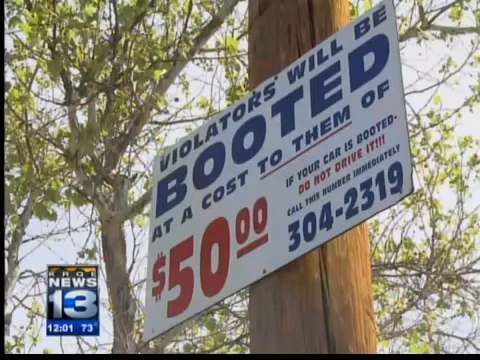 VIOLATORS WILL BE
BOOTED
AT A COST TO THEM OF
$50.00
IF YOUR CAR IS BOOTED-
DO NOT DRIVE IT!!!
CALL THIS NUMBER IMMEDIATELY
304-2319
KRQE
NEWS
13
12:01 73°